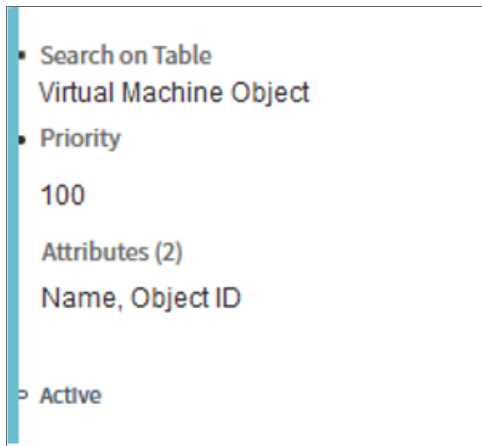 Search on Table
Virtual Machine Object
Priority
100
Attributes (2)
Name, Object ID
Active